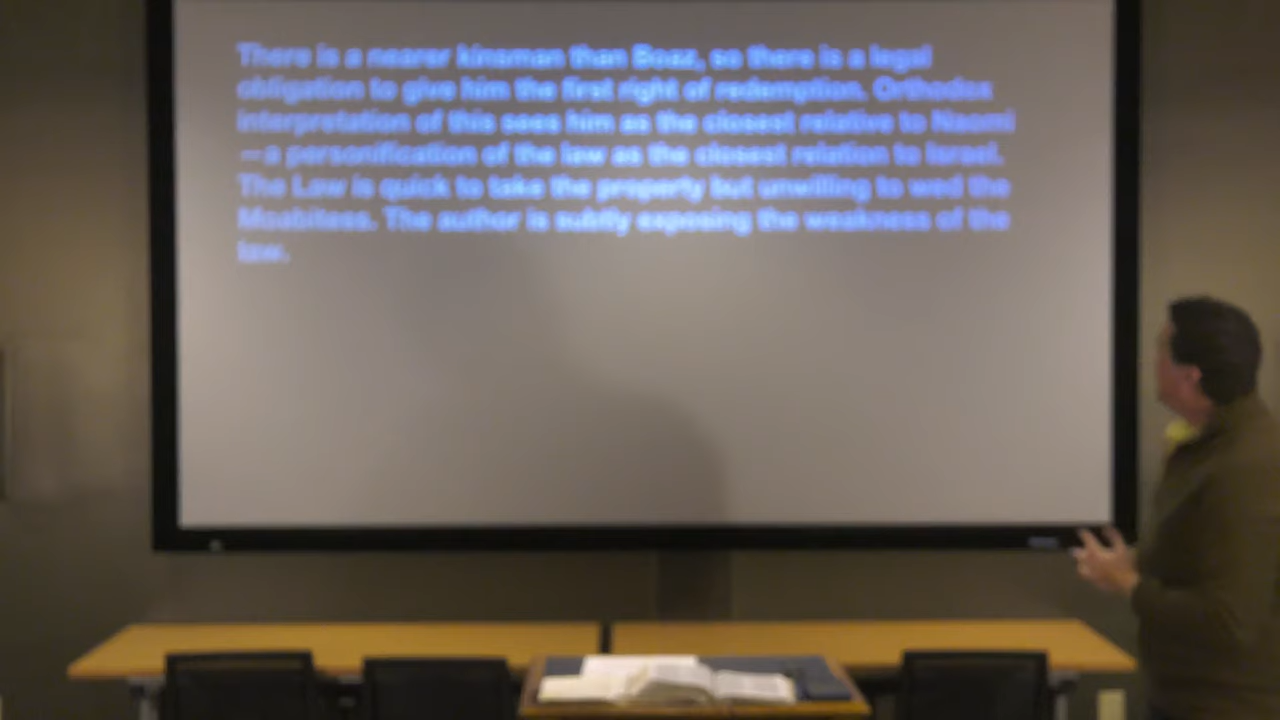 There is a nearer kinsman than Boaz, so there is a legal
obligation to give him the first right of redemption. Orthodox
interpretation of this sees him as the closest relative to Naomi
—a personification of the law as the closest relation to Israel.
The Law is quick to take the property but unwilling to wed the
Moabitess. The author is subtly exposing the weakness of the
law.